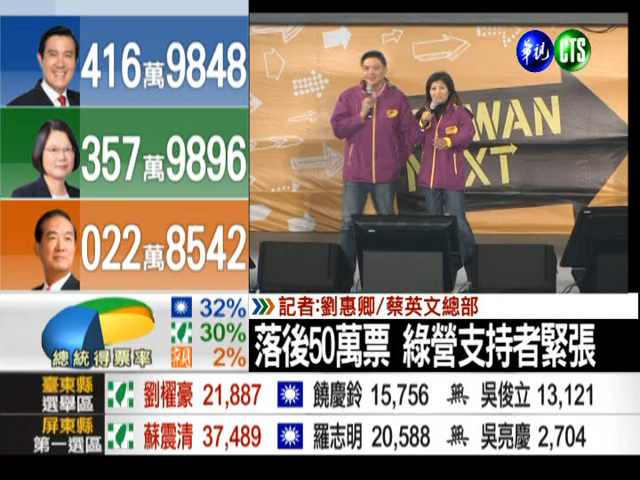 416萬9848
357萬9896
022萬8542
華視 CTS
TAIWAN
NEXT
32%
30%
2%
總統得票率
記者:劉惠卿/蔡英文總部
落後50萬票 綠營支持者緊張
臺東縣
選舉區
劉櫂豪 21,887 饒慶鈴 15,756 無 吳俊立 13,121
屏東縣
第一選區
蘇震清 37,489 羅志明 20,588 無 吳亮慶 2,704